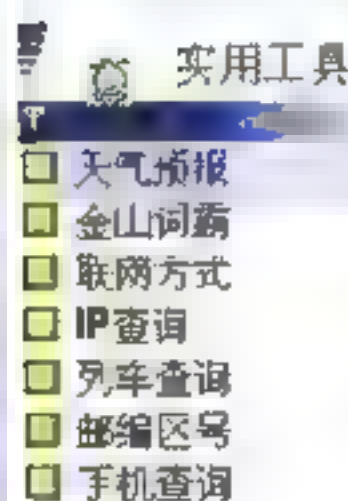 实用工具
天气预报
金山词霸
联网方式
IP查询
列车查询
邮编区号
手机查询